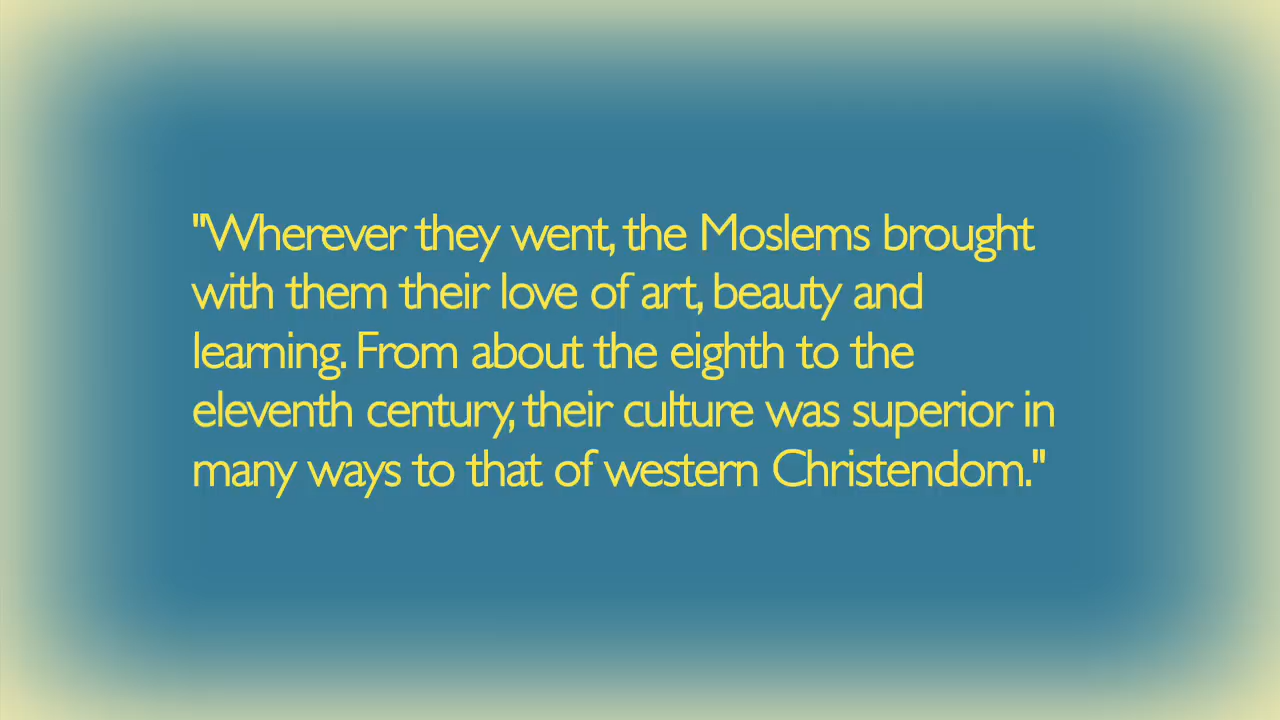 "Wherever they went, the Moslems brought
with them their love of art, beauty and
learning. From about the eighth to the
eleventh century, their culture was superior in
many ways to that of western Christendom."